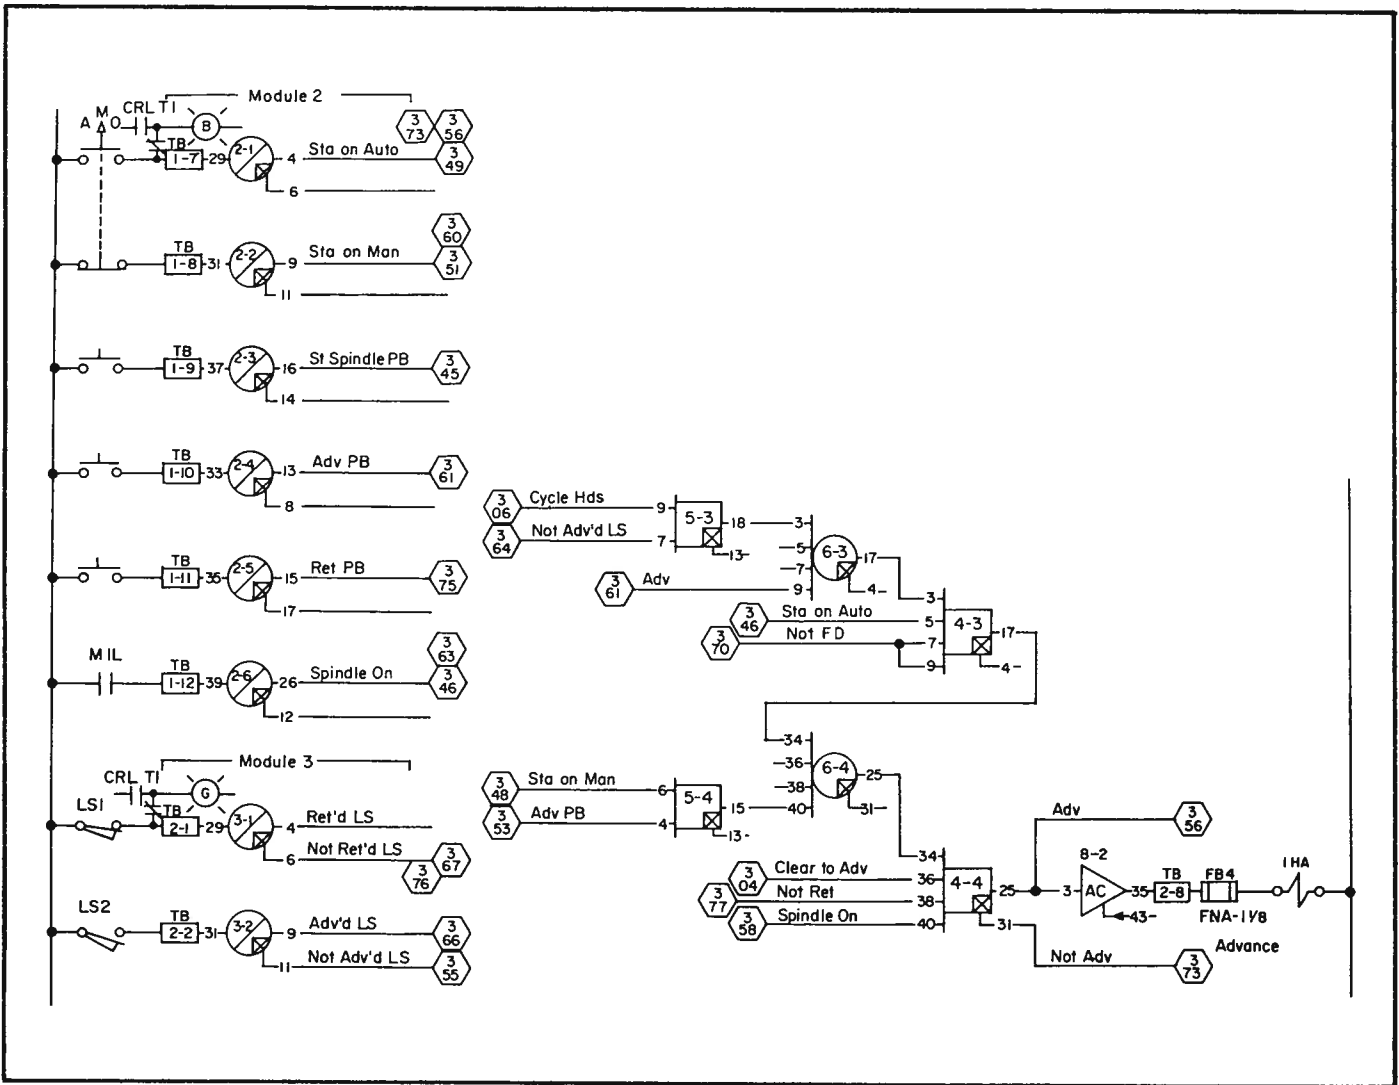 Module 2
A M O CRL T1 B
3 73
3 56
TB
1-7 29 2-1 4 Sta on Auto
3 49
6
3 60
TB
1-8 31 2-2 9 Sta on Man
3 51
11
TB
1-9 37 2-3 16 St Spindle PB
3 45
14
TB
1-10 33 2-4 13 Adv PB
3 61
8
TB
1-11 35 2-5 15 Ret PB
3 75
17
M1L
3 63
TB
1-12 39 2-6 26 Spindle On
3 46
12
Module 3
CRL T1 G
LS1
TB
2-1 29 3-1 4 Ret'd LS
6 Not Ret'd LS
3 67
3 76
LS2
TB
2-2 31 3-2 9 Adv'd LS
3 66
11 Not Adv'd LS
3 55
3 06
Cycle Hds 9
5-3
18
3 64
Not Adv'd LS 7
13
3
5
7
9
6-3
17
4
3 61
Adv
3
3 46
Sta on Auto 5
4-3
17
3 70
Not FD 7
9
4
34
36
38
40
6-4
25
31
3 48
Sta on Man 6
5-4
15
3 53
Adv PB 4
13
34
3 04
Clear to Adv 36
4-4
25
3 77
Not Ret 38
3 58
Spindle On 40
31
Adv
3 56
8-2
3 AC 35
43
TB
2-8
FB4
FNA-1 1/8
1 HA
Advance
Not Adv
3 73